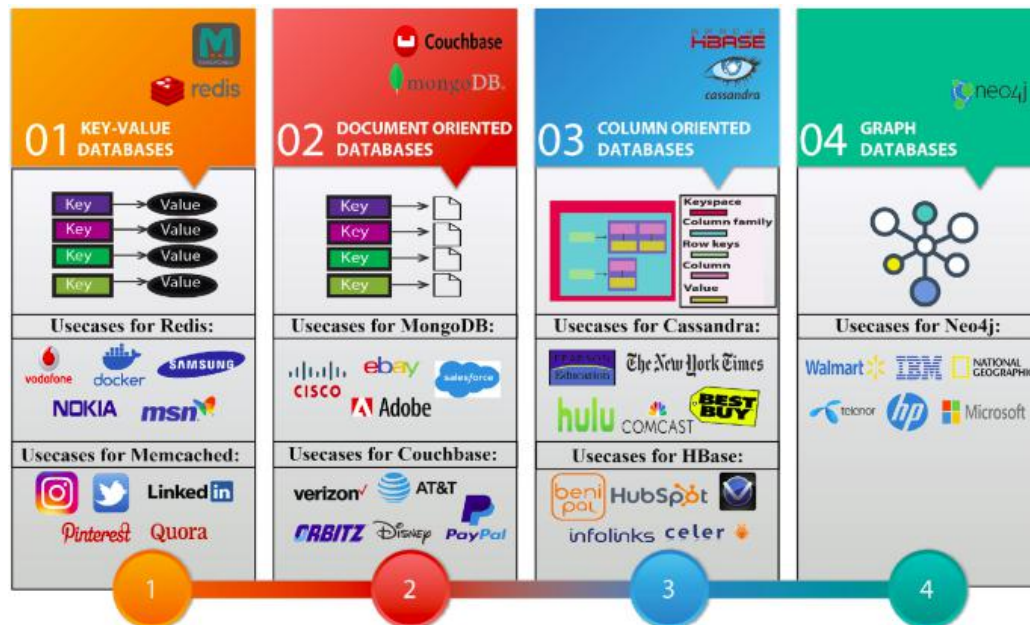 redis
01 KEY-VALUE
DATABASES
Key Value
Key Value
Key Value
Key Value
Usecases for Redis:
vodafone
docker
SAMSUNG
NOKIA
msn
Usecases for Memcached:
LinkedIn
Pinterest
Quora
1
Couchbase
mongoDB
02 DOCUMENT ORIENTED
DATABASES
Key
Key
Key
Key
Usecases for MongoDB:
CISCO
ebay
salesforce
Adobe
Usecases for Couchbase:
verizon
AT&T
ORBITZ
DISNEY
PayPal
2
APACHE
HBASE
cassandra
03 COLUMN ORIENTED
DATABASES
Keyspace
Column family
Row keys
Column
Value
Usecases for Cassandra:
PEARSON
Education
The New York Times
hulu
COMCAST
BEST
BUY
Usecases for HBase:
beni
pal
HubSpot
infolinks
celer
3
neo4j
04 GRAPH
DATABASES
Usecases for Neo4j:
Walmart
IBM
NATIONAL
GEOGRAPHIC
telenor
hp
Microsoft
4